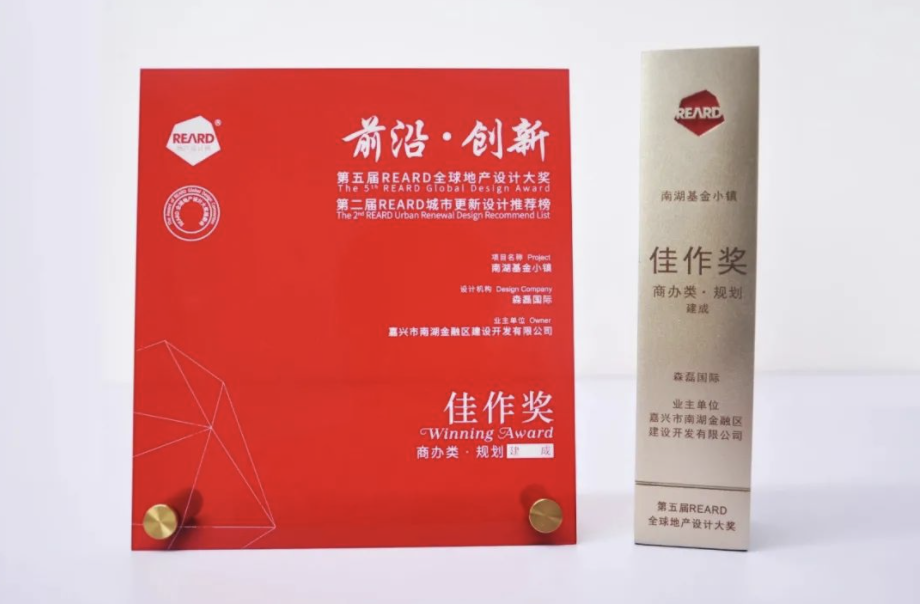 REARD®
前沿·创新
第五届REARD全球地产设计大奖
The 5th REARD Global Design Award
第二届REARD城市更新设计推荐榜
The 2nd REARD Urban Renewal Design Recommend List
项目名称 Project
南湖基金小镇
设计机构 Design Company
森磊国际
业主单位 Owner
嘉兴市南湖金融区建设开发有限公司
佳作奖
Winning Award
商办类·规划 建成
REARD
南湖基金小镇
佳作奖
商办类·规划
建成
森磊国际
业主单位
嘉兴市南湖金融区
建设开发有限公司
第五届REARD
全球地产设计大奖